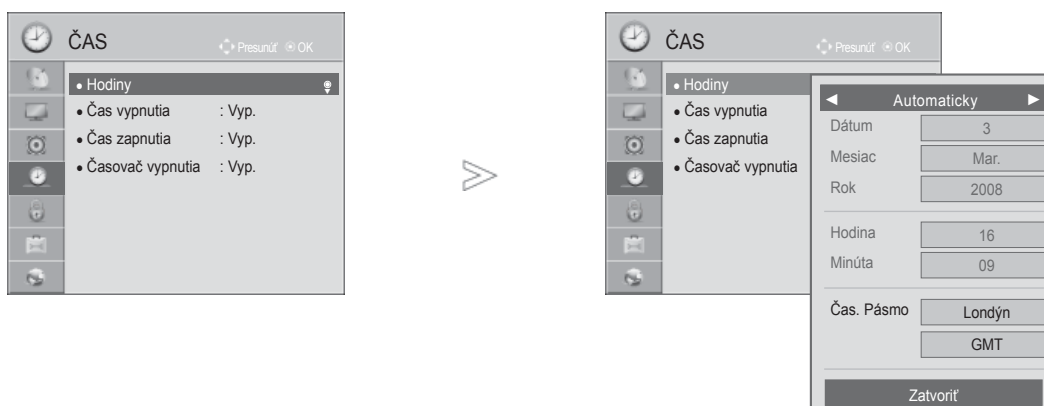 ČAS
Presunúť OK
• Hodiny
• Čas vypnutia : Vyp.
• Čas zapnutia : Vyp.
• Časovač vypnutia : Vyp.
ČAS
Presunúť OK
• Hodiny
• Čas vypnutia
• Čas zapnutia
• Časovač vypnutia
◄ Automaticky ►
Dátum 3
Mesiac Mar.
Rok 2008
Hodina 16
Minúta 09
Čas. Pásmo Londýn
GMT
Zatvoriť